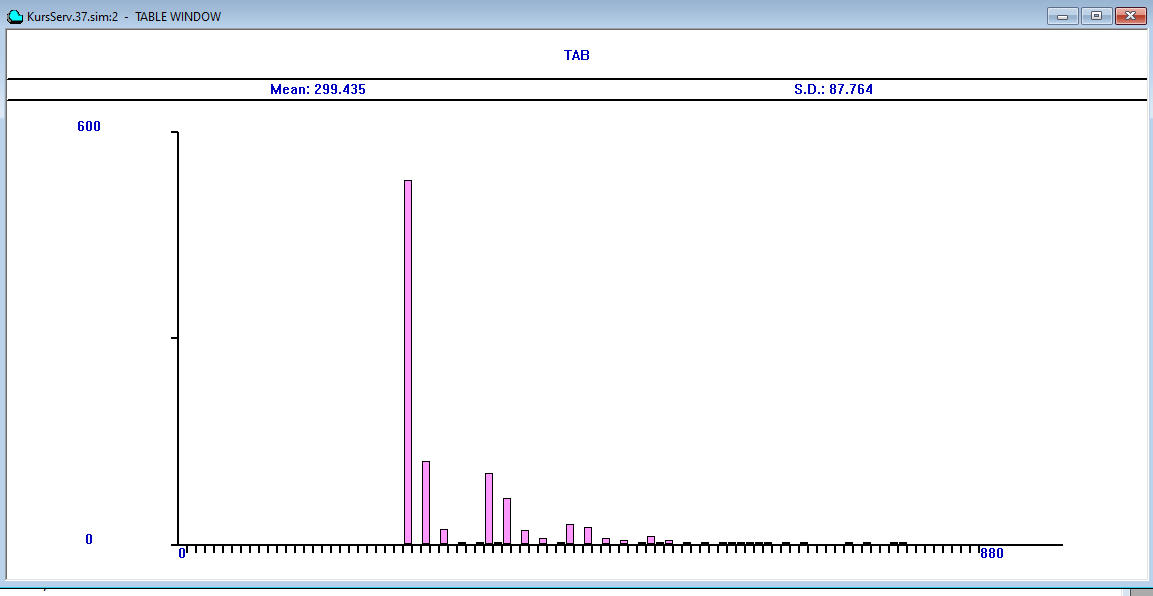 KursServ.37.sim:2 - TABLE WINDOW
TAB
Mean: 299.435 S.D.: 87.764
600
0
0 880